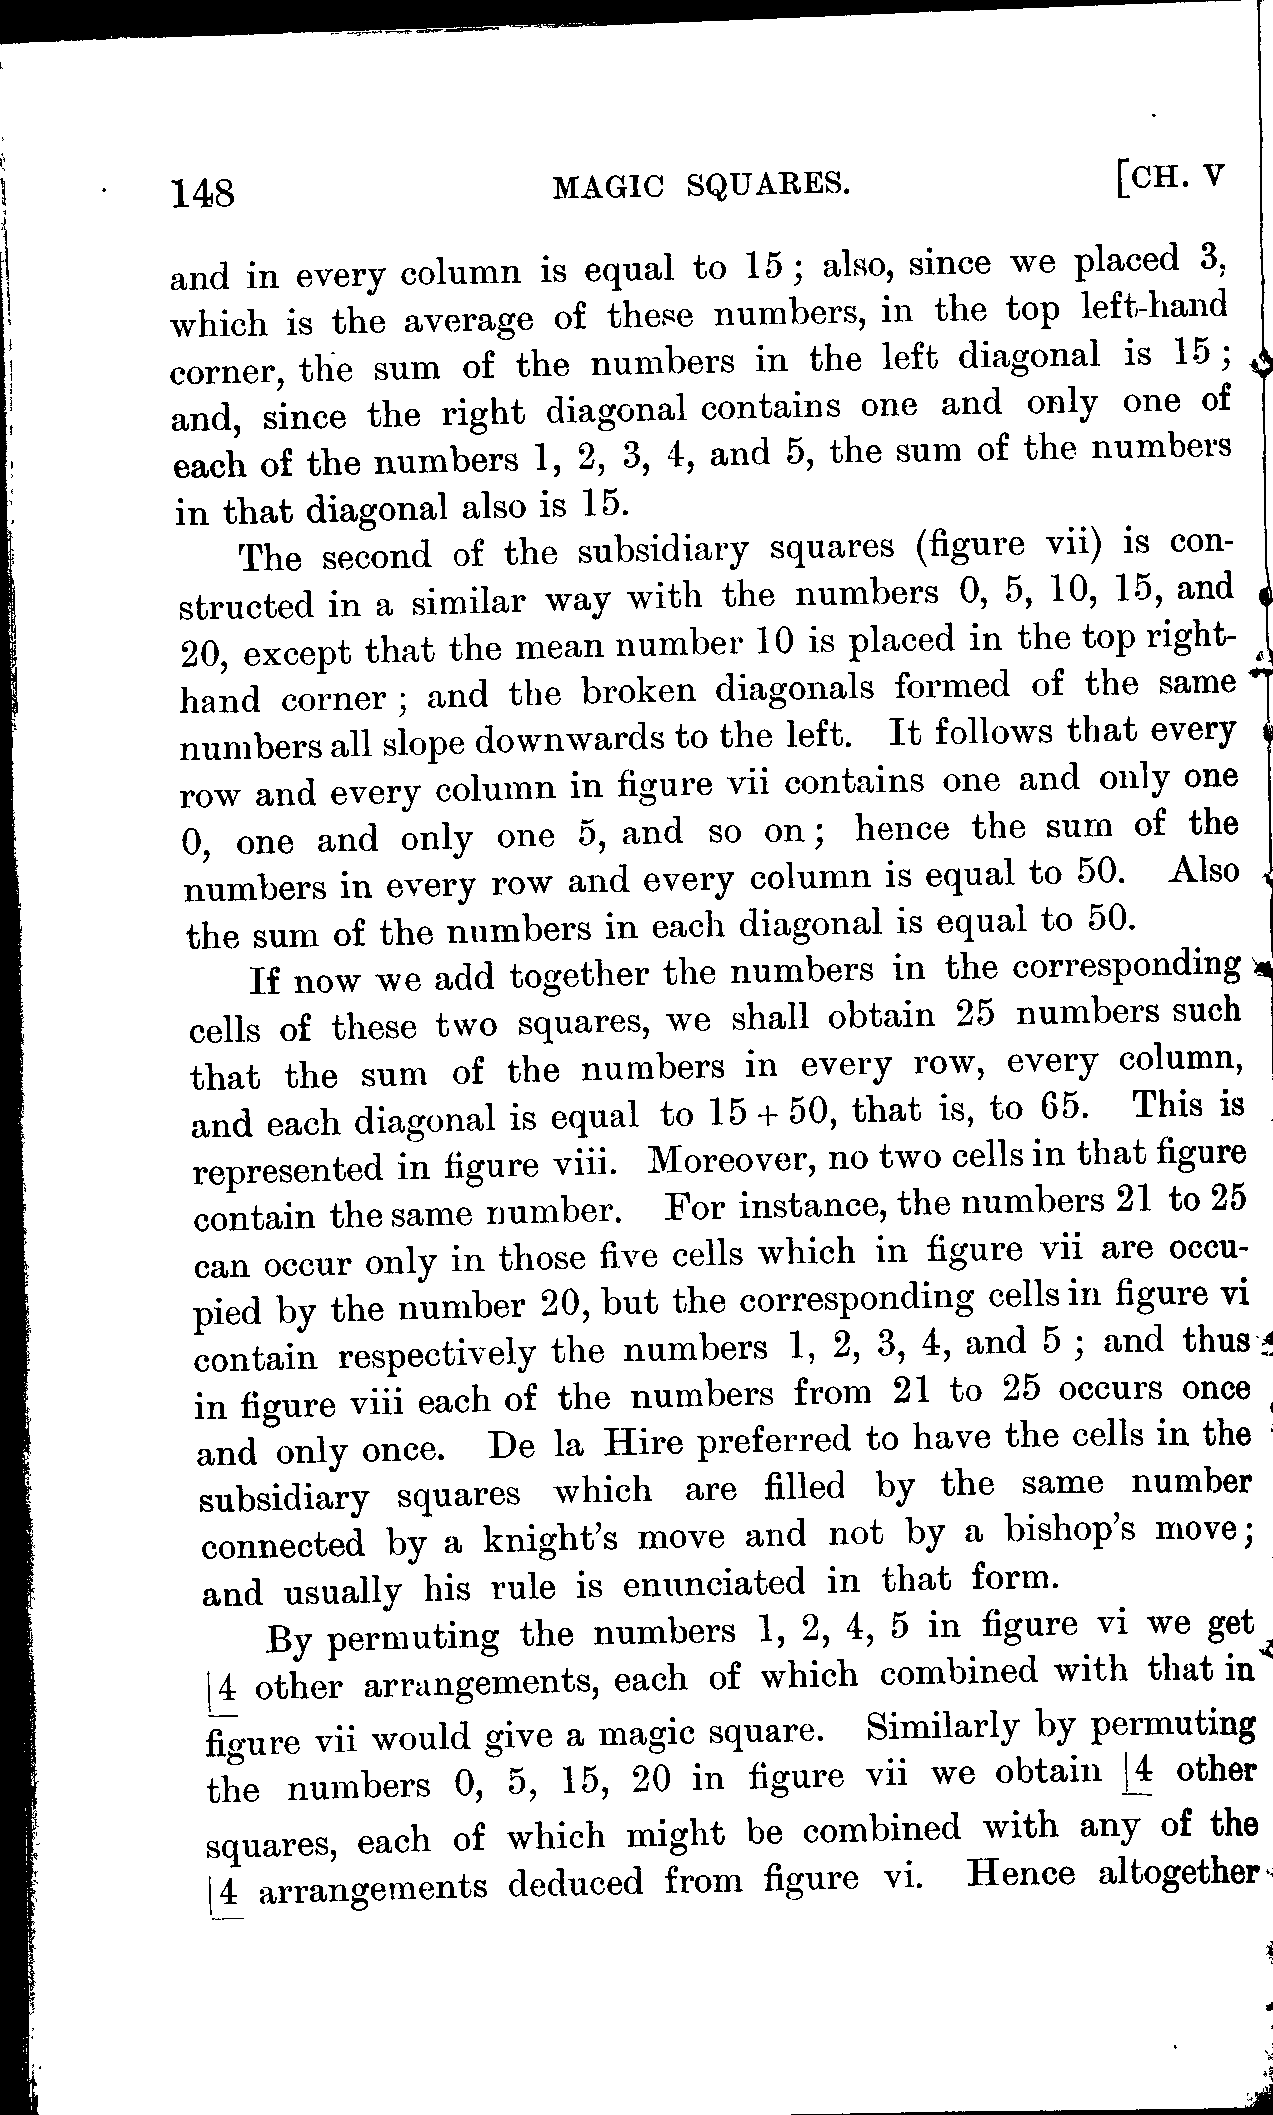 148 MAGIC SQUARES. [CH. V
and in every column is equal to 15; also, since we placed 3,
which is the average of these numbers, in the top left-hand
corner, the sum of the numbers in the left diagonal is 15;
and, since the right diagonal contains one and only one of
each of the numbers 1, 2, 3, 4, and 5, the sum of the numbers
in that diagonal also is 15.
The second of the subsidiary squares (figure vii) is con-
structed in a similar way with the numbers 0, 5, 10, 15, and
20, except that the mean number 10 is placed in the top right-
hand corner; and the broken diagonals formed of the same
numbers all slope downwards to the left. It follows that every
row and every column in figure vii contains one and only one
0, one and only one 5, and so on; hence the sum of the
numbers in every row and every column is equal to 50. Also
the sum of the numbers in each diagonal is equal to 50.
If now we add together the numbers in the corresponding
cells of these two squares, we shall obtain 25 numbers such
that the sum of the numbers in every row, every column,
and each diagonal is equal to 15 + 50, that is, to 65. This is
represented in figure viii. Moreover, no two cells in that figure
contain the same number. For instance, the numbers 21 to 25
can occur only in those five cells which in figure vii are occu-
pied by the number 20, but the corresponding cells in figure vi
contain respectively the numbers 1, 2, 3, 4, and 5; and thus
in figure viii each of the numbers from 21 to 25 occurs once
and only once. De la Hire preferred to have the cells in the
subsidiary squares which are filled by the same number
connected by a knight's move and not by a bishop's move;
and usually his rule is enunciated in that form.
By permuting the numbers 1, 2, 4, 5 in figure vi we get
|4 other arrangements, each of which combined with that in
figure vii would give a magic square. Similarly by permuting
the numbers 0, 5, 15, 20 in figure vii we obtain |4 other
squares, each of which might be combined with any of the
|4 arrangements deduced from figure vi. Hence altogether